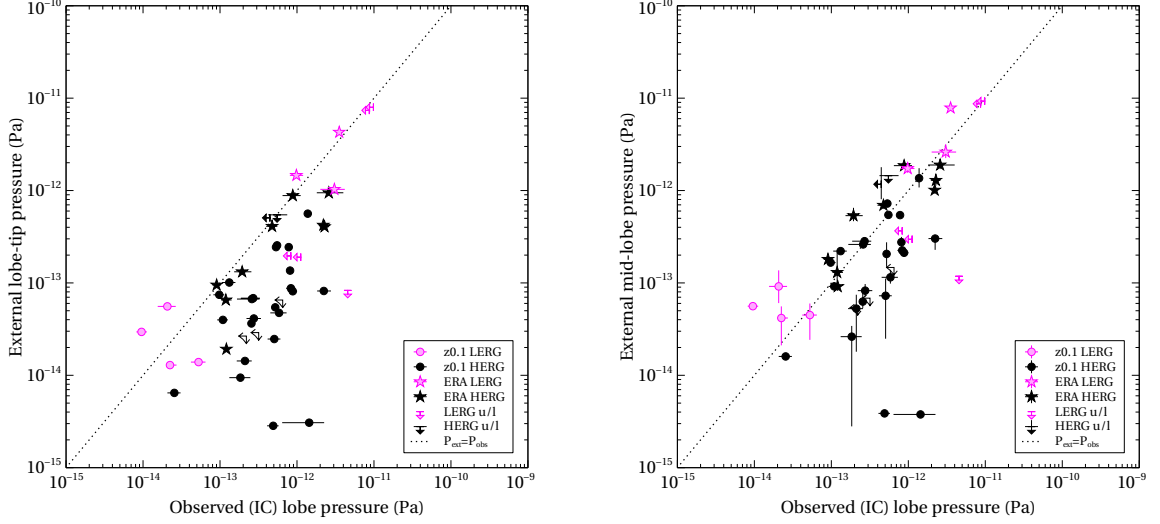 10⁻¹⁰
10⁻¹¹
10⁻¹²
10⁻¹³
10⁻¹⁴
10⁻¹⁵
External lobe-tip pressure (Pa)
z0.1 LERG
z0.1 HERG
ERA LERG
ERA HERG
LERG u/l
HERG u/l
Pₑₓₜ=Pₒbₛ
10⁻¹⁵ 10⁻¹⁴ 10⁻¹³ 10⁻¹² 10⁻¹¹ 10⁻¹⁰ 10⁻⁹
Observed (IC) lobe pressure (Pa)
10⁻¹⁰
10⁻¹¹
10⁻¹²
10⁻¹³
10⁻¹⁴
10⁻¹⁵
External mid-lobe pressure (Pa)
z0.1 LERG
z0.1 HERG
ERA LERG
ERA HERG
LERG u/l
HERG u/l
Pₑₓₜ=Pₒbₛ
10⁻¹⁵ 10⁻¹⁴ 10⁻¹³ 10⁻¹² 10⁻¹¹ 10⁻¹⁰ 10⁻⁹
Observed (IC) lobe pressure (Pa)